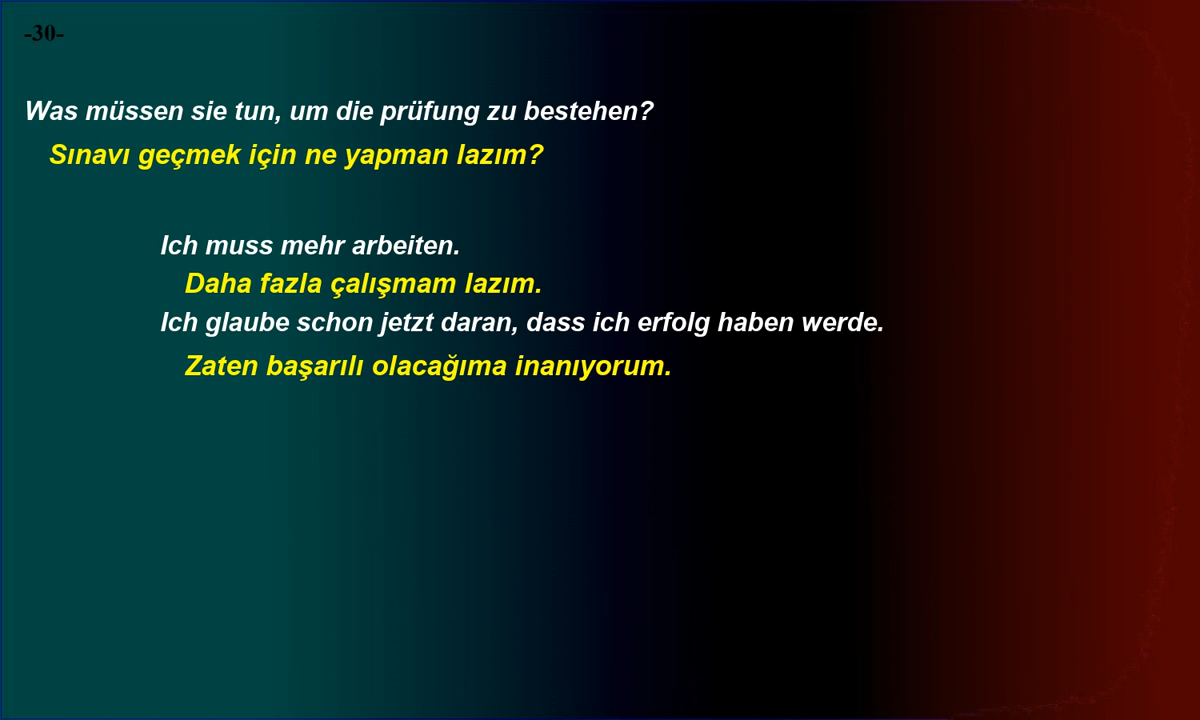 -30-
Was müssen sie tun, um die prüfung zu bestehen?
Sınavı geçmek için ne yapman lazım?
Ich muss mehr arbeiten.
Daha fazla çalışmam lazım.
Ich glaube schon jetzt daran, dass ich erfolg haben werde.
Zaten başarılı olacağıma inanıyorum.